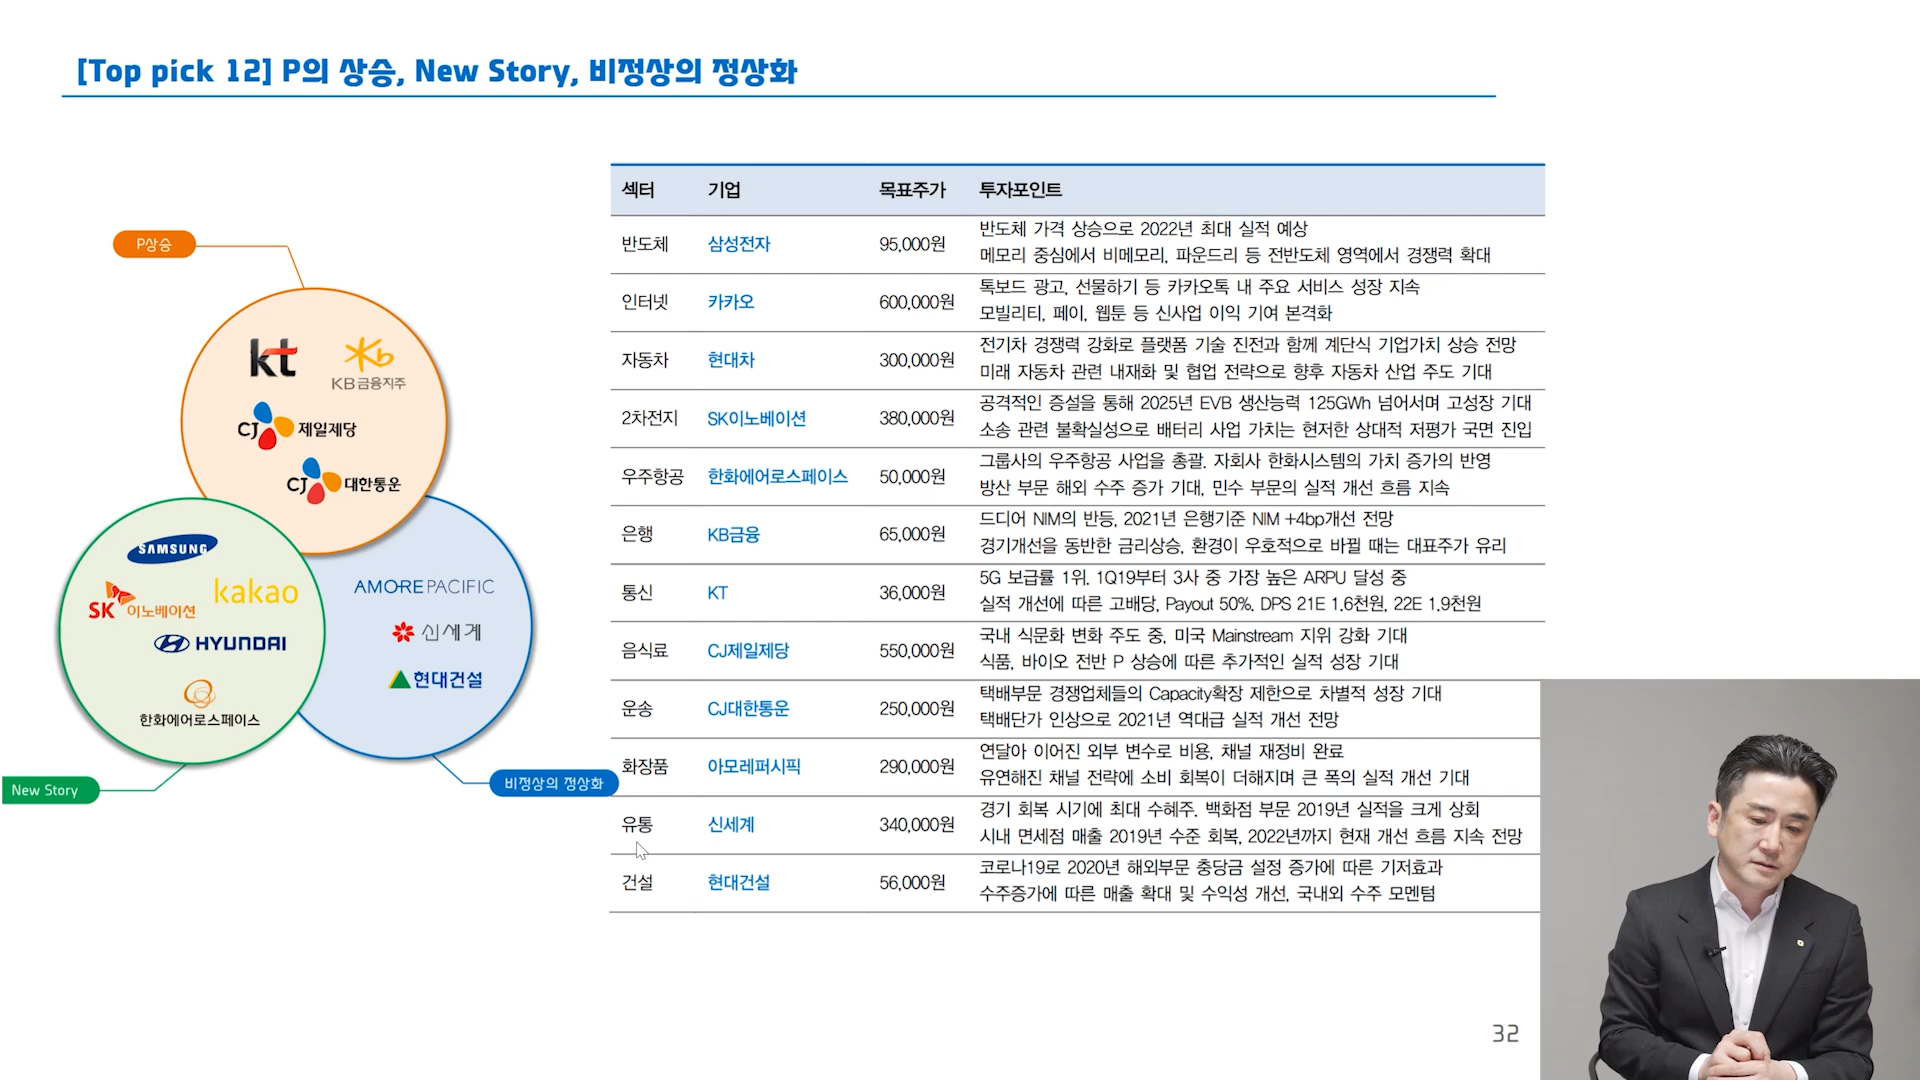 [Top pick 12] P의 상승, New Story, 비정상의 정상화
P상승
kt
KB금융지주
CJ 제일제당
CJ 대한통운
SAMSUNG
SK이노베이션
kakao
HYUNDAI
한화에어로스페이스
AMOREPACIFIC
신세계
현대건설
New Story
비정상의 정상화
섹터 기업 목표주가 투자포인트
반도체 삼성전자 95,000원 반도체 가격 상승으로 2022년 최대 실적 예상
메모리 중심에서 비메모리, 파운드리 등 전반도체 영역에서 경쟁력 확대
인터넷 카카오 600,000원 톡보드 광고, 선물하기 등 카카오톡 내 주요 서비스 성장 지속
모빌리티, 페이, 웹툰 등 신사업 이익 기여 본격화
자동차 현대차 300,000원 전기차 경쟁력 강화로 플랫폼 기술 진전과 함께 계단식 기업가치 상승 전망
미래 자동차 관련 내재화 및 협업 전략으로 향후 자동차 산업 주도 기대
2차전지 SK이노베이션 380,000원 공격적인 증설을 통해 2025년 EVB 생산능력 125GWh 넘어서며 고성장 기대
소송 관련 불확실성으로 배터리 사업 가치는 현저한 상대적 저평가 국면 진입
우주항공 한화에어로스페이스 50,000원 그룹사의 우주항공 사업을 총괄. 자회사 한화시스템의 가치 증가의 반영
방산 부문 해외 수주 증가 기대, 민수 부문의 실적 개선 흐름 지속
은행 KB금융 65,000원 드디어 NIM의 반등, 2021년 은행기준 NIM +4bp개선 전망
경기개선을 동반한 금리상승, 환경이 우호적으로 바뀔 때는 대표주가 유리
통신 KT 36,000원 5G 보급률 1위, 1Q19부터 3사 중 가장 높은 ARPU 달성 중
실적 개선에 따른 고배당, Payout 50%. DPS 21E 1.6천원, 22E 1.9천원
음식료 CJ제일제당 550,000원 국내 식문화 변화 주도 중, 미국 Mainstream 지위 강화 기대
식품, 바이오 전반 P 상승에 따른 추가적인 실적 성장 기대
운송 CJ대한통운 250,000원 택배부문 경쟁업체들의 Capacity확장 제한으로 차별적 성장 기대
택배단가 인상으로 2021년 역대급 실적 개선 전망
화장품 아모레퍼시픽 290,000원 연달아 이어진 외부 변수로 비용, 채널 재정비 완료
유연해진 채널 전략에 소비 회복이 더해지며 큰 폭의 실적 개선 기대
유통 신세계 340,000원 경기 회복 시기에 최대 수혜주. 백화점 부문 2019년 실적을 크게 상회
시내 면세점 매출 2019년 수준 회복, 2022년까지 현재 개선 흐름 지속 전망
건설 현대건설 56,000원 코로나19로 2020년 해외부문 충당금 설정 증가에 따른 기저효과
수주증가에 따른 매출 확대 및 수익성 개선, 국내외 수주 모멘텀
32